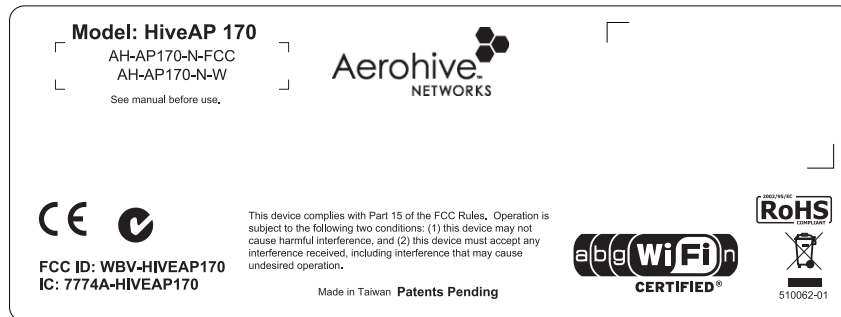 Model: HiveAP 170
AH-AP170-N-FCC
AH-AP170-N-W
See manual before use.
Aerohive™
NETWORKS
CE
FCC ID: WBV-HIVEAP170
IC: 7774A-HIVEAP170
This device complies with Part 15 of the FCC Rules. Operation is
subject to the following two conditions: (1) this device may not
cause harmful interference, and (2) this device must accept any
interference received, including interference that may cause
undesired operation.
Made in Taiwan Patents Pending
a b g Wi Fi n
CERTIFIED®
2002/95/EC
RoHS
COMPLIANT
510062-01